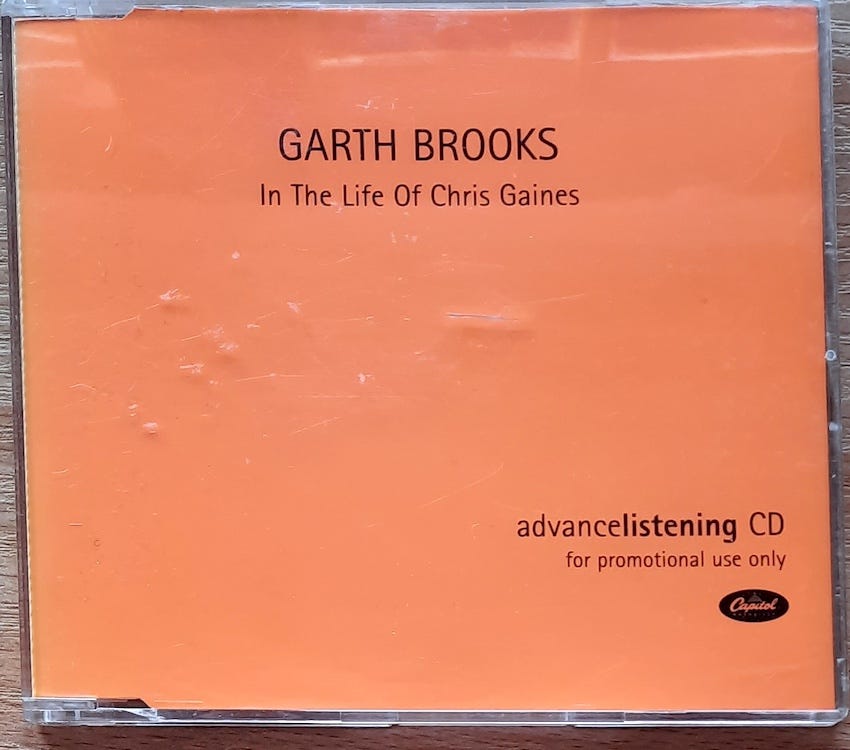 GARTH BROOKS
In The Life Of Chris Gaines
advancelistening CD
for promotional use only
Capitol